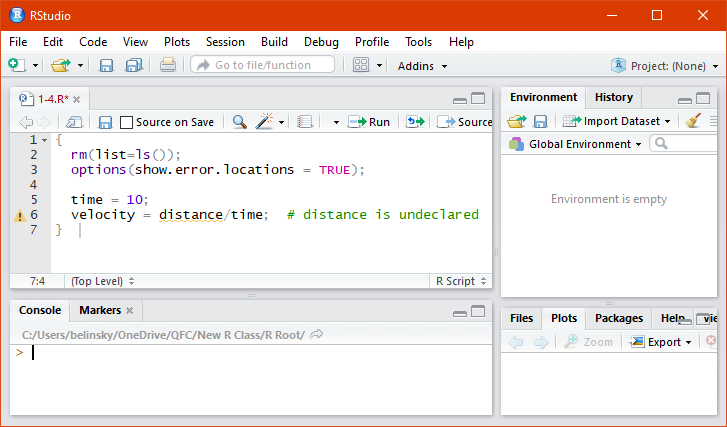 RStudio
File Edit Code View Plots Session Build Debug Profile Tools Help
Go to file/function Addins Project: (None)
1-4.R*
Source on Save Run Source
1 {
2 rm(list=ls());
3 options(show.error.locations = TRUE);
4
5 time = 10;
6 velocity = distance/time; # distance is undeclared
7 }
7:4 (Top Level) R Script
Console Markers
C:/Users/belinsky/OneDrive/QFC/New R Class/R Root/
>
Environment History
Import Dataset
Global Environment
Environment is empty
Files Plots Packages Help
Zoom Export